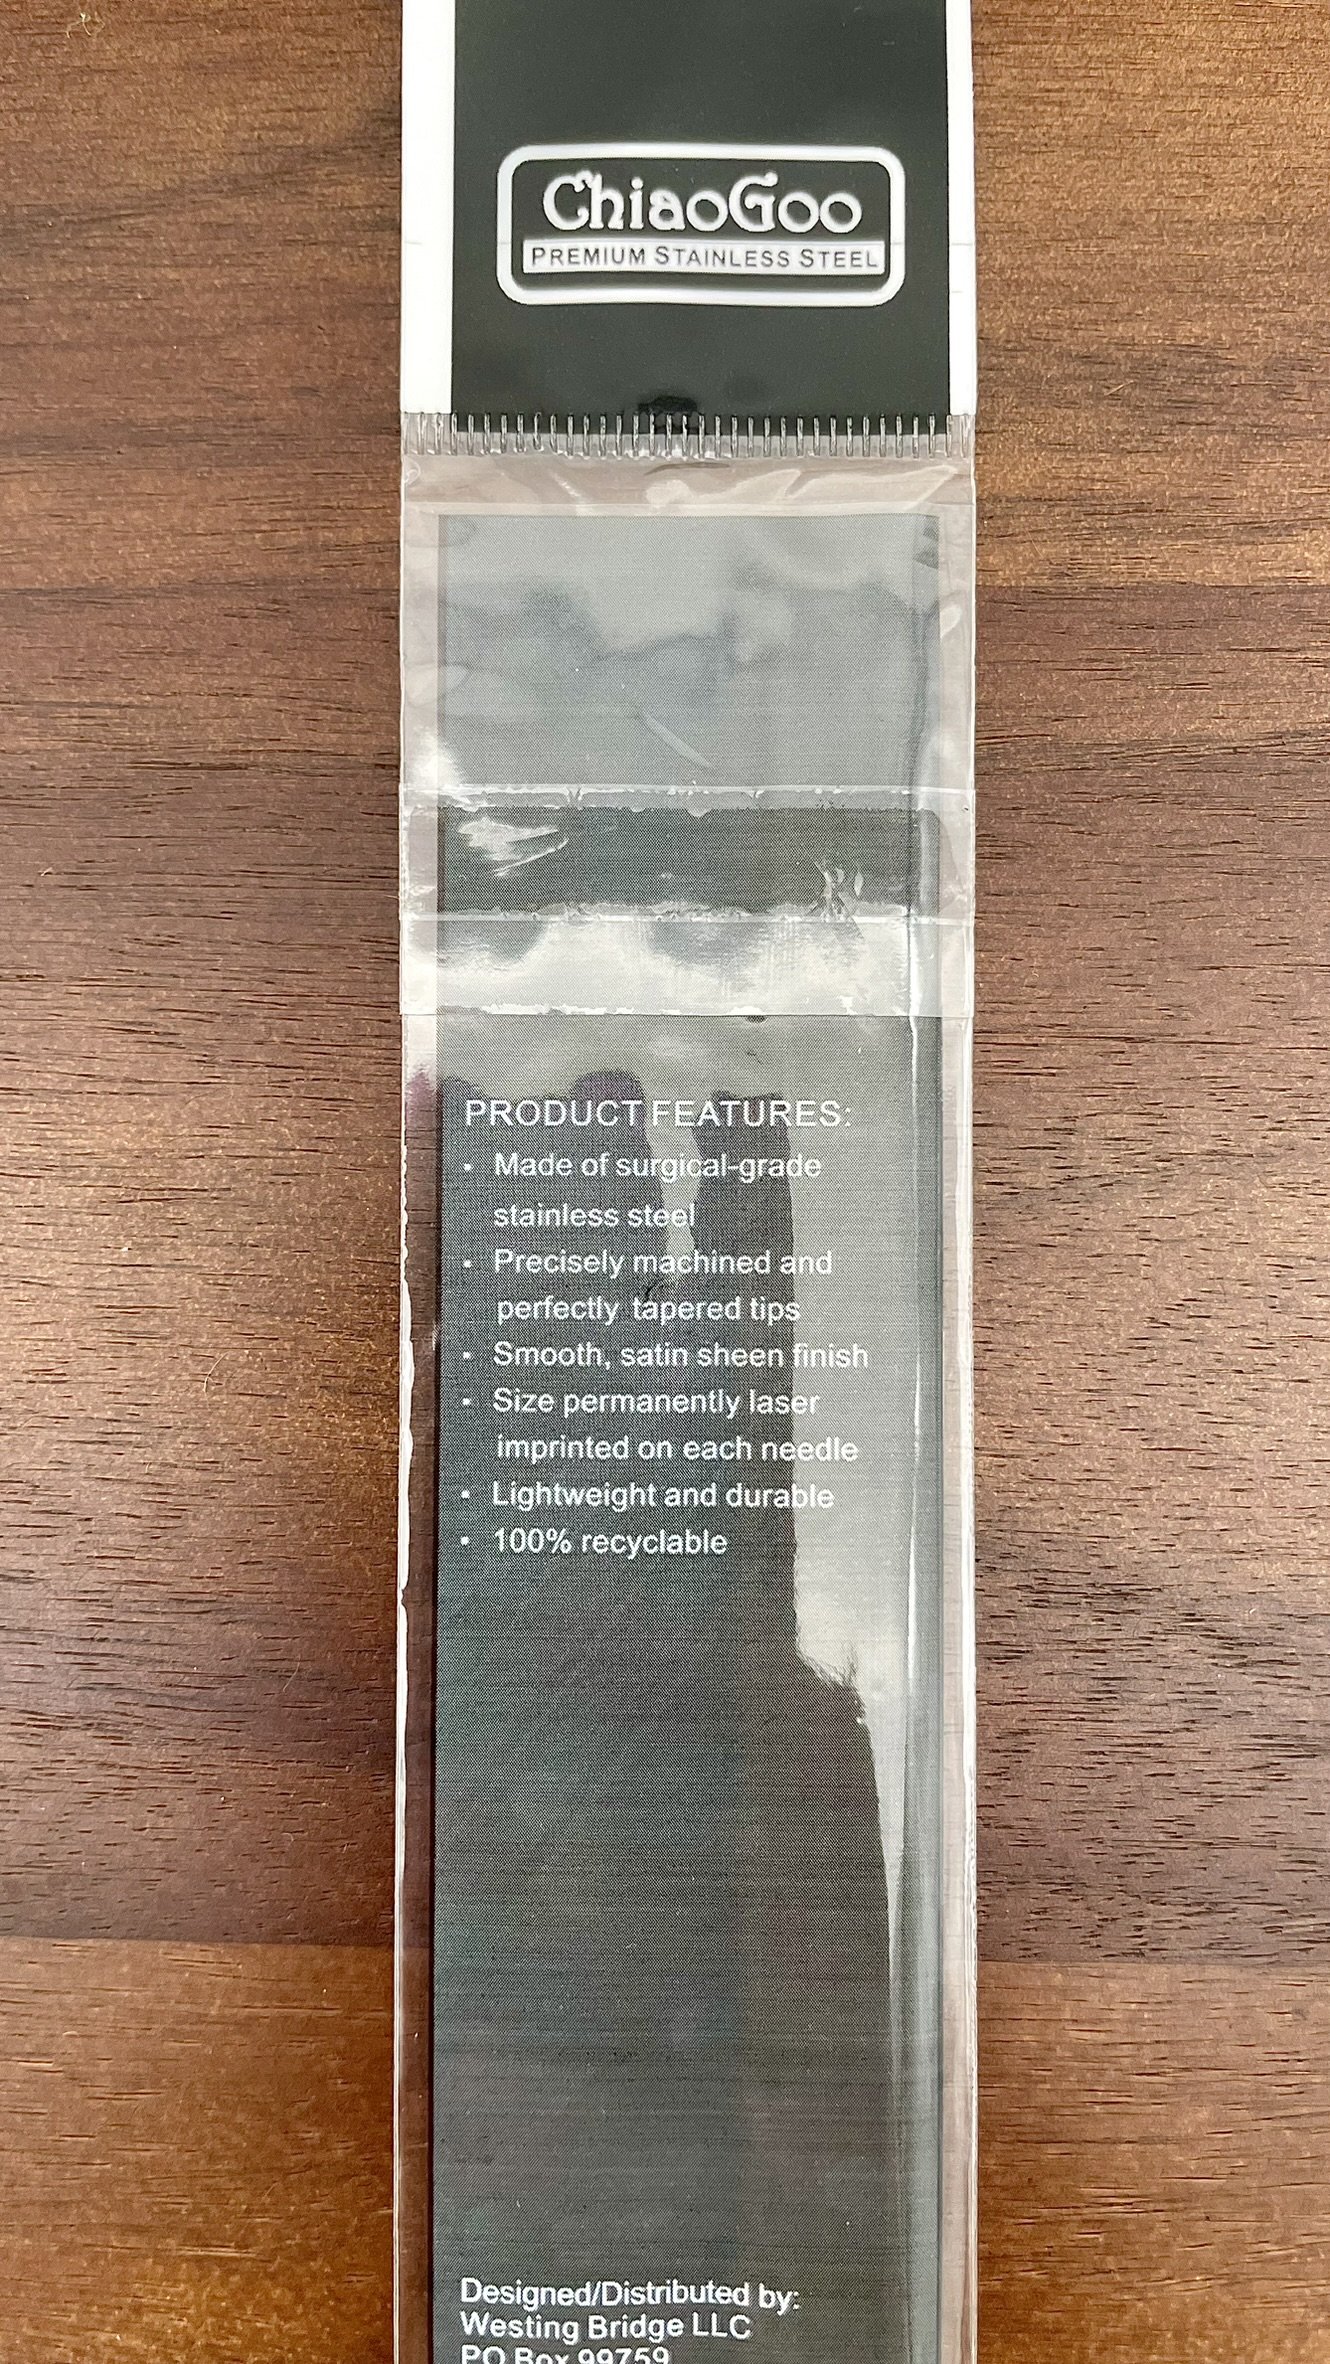 ChiaoGoo
PREMIUM STAINLESS STEEL
PRODUCT FEATURES:
· Made of surgical-grade
stainless steel
· Precisely machined and
perfectly tapered tips
· Smooth, satin sheen finish
· Size permanently laser
imprinted on each needle
· Lightweight and durable
· 100% recyclable
Designed/Distributed by:
Westing Bridge LLC
PO Box 99759